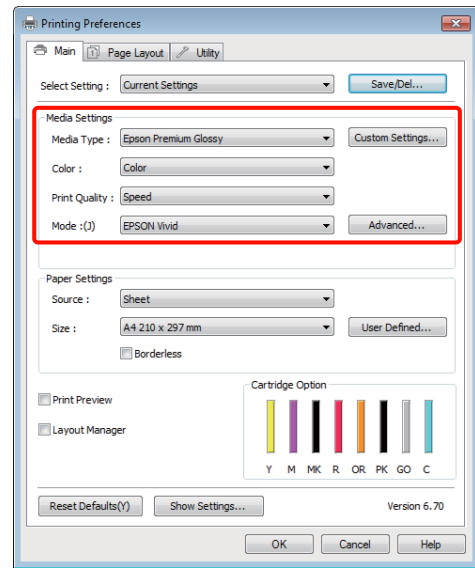 Printing Preferences
Main Page Layout Utility
Select Setting : Current Settings Save/Del...
Media Settings
Media Type : Epson Premium Glossy Custom Settings...
Color : Color
Print Quality : Speed
Mode :(J) EPSON Vivid Advanced...
Paper Settings
Source : Sheet
Size : A4 210 x 297 mm User Defined...
Borderless
Cartridge Option
Print Preview
Layout Manager
Y M MK R OR PK GO C
Reset Defaults(Y) Show Settings... Version 6.70
OK Cancel Help